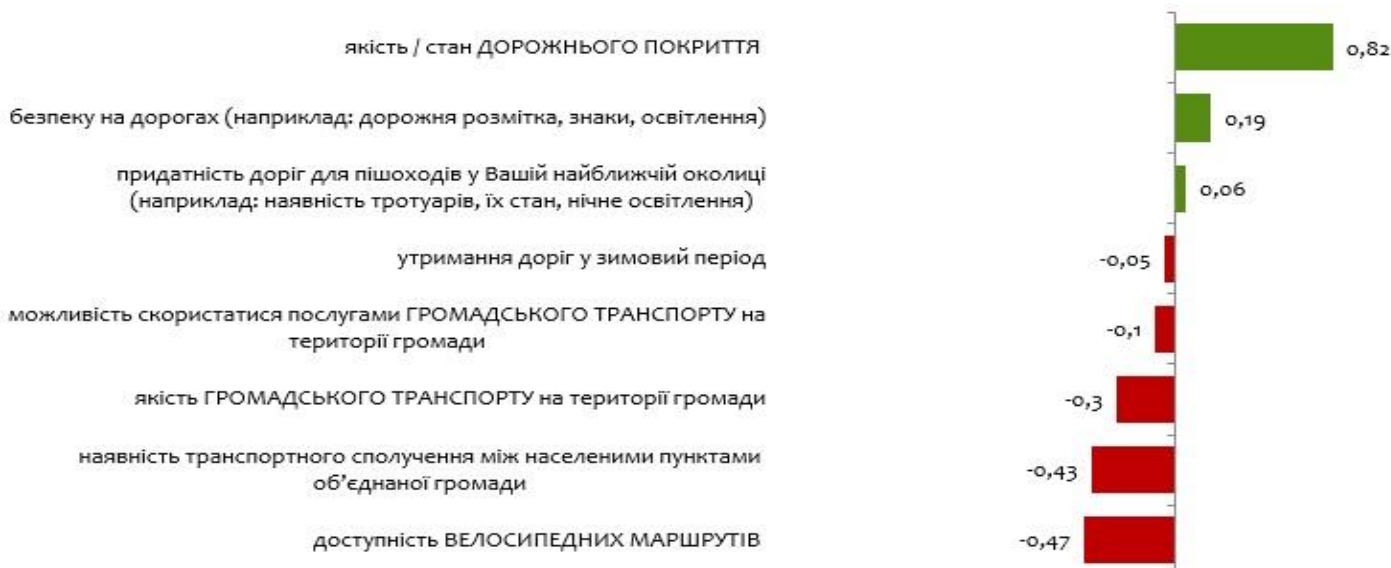 якість / стан ДОРОЖНЬОГО ПОКРИТТЯ
0,82
безпеку на дорогах (наприклад: дорожня розмітка, знаки, освітлення)
0,19
придатність доріг для пішоходів у Вашій найближчій околиці
(наприклад: наявність тротуарів, їх стан, нічне освітлення)
0,06
утримання доріг у зимовий період
-0,05
можливість скористатися послугами ГРОМАДСЬКОГО ТРАНСПОРТУ на
території громади
-0,1
якість ГРОМАДСЬКОГО ТРАНСПОРТУ на території громади
-0,3
наявність транспортного сполучення між населеними пунктами
об’єднаної громади
-0,43
доступність ВЕЛОСИПЕДНИХ МАРШРУТІВ
-0,47